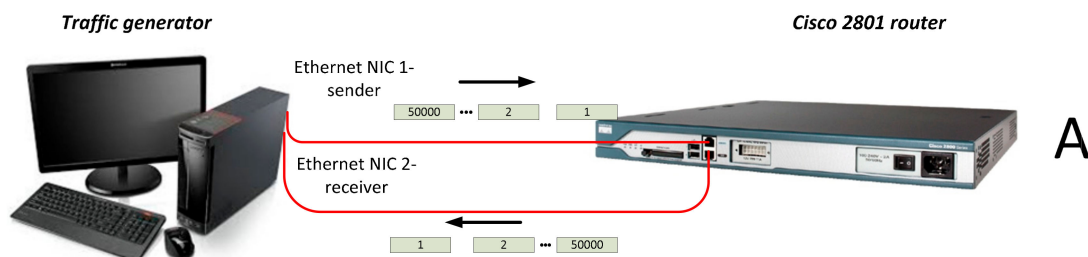 Traffic generator
Cisco 2801 router
Ethernet NIC 1-
sender
50000 ••• 2 1
A
Ethernet NIC 2-
receiver
1 2 ••• 50000